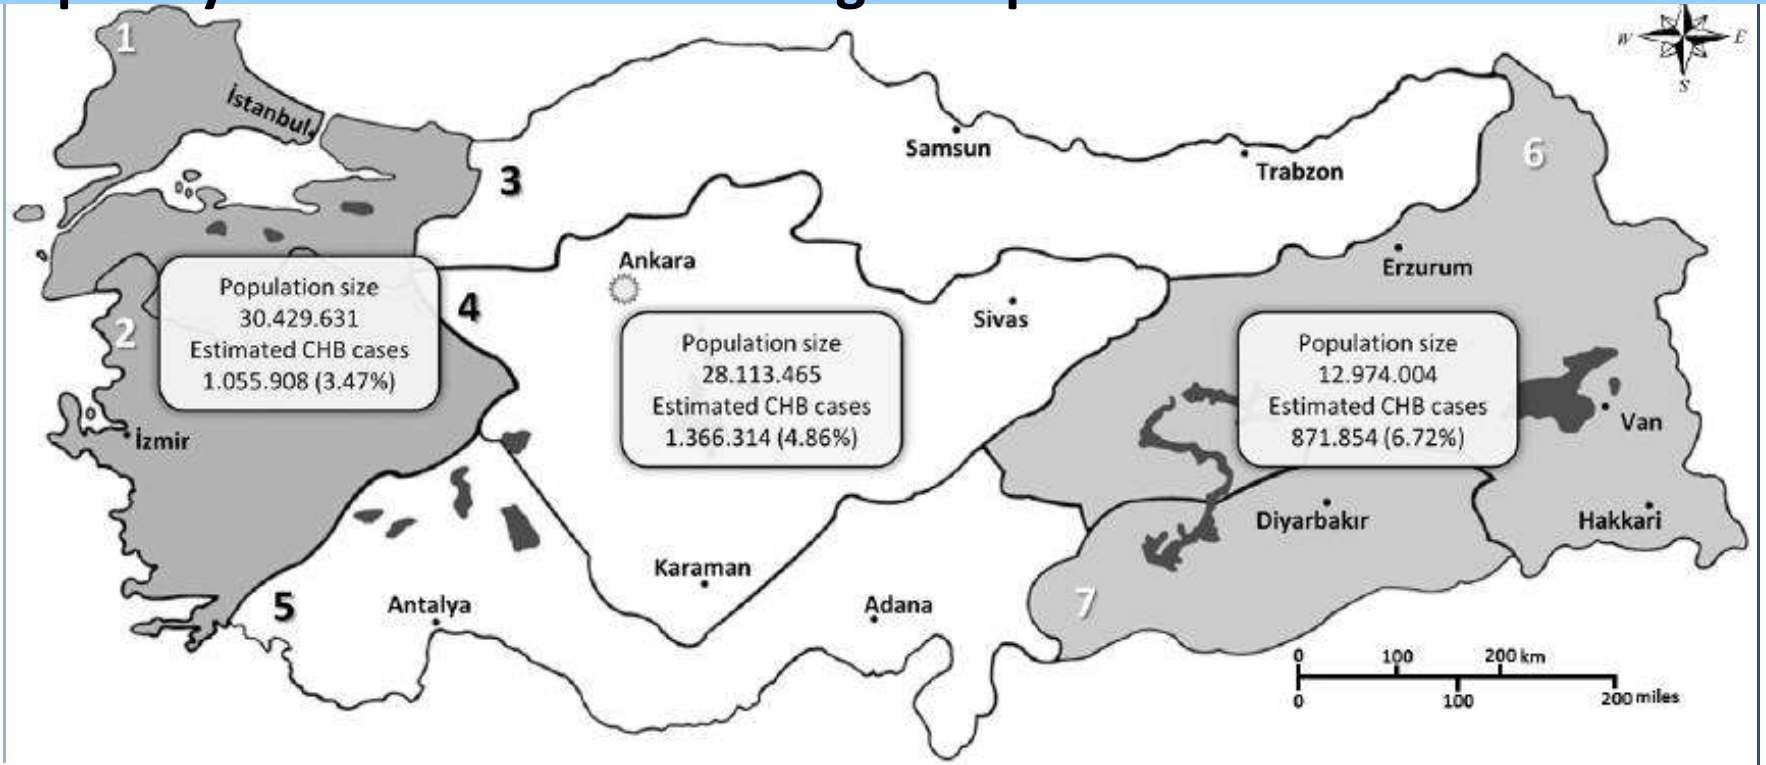 1
İstanbul
W
E
S
Samsun
3
Trabzon
6
Ankara
Erzurum
Population size
30.429.631
Estimated CHB cases
1.055.908 (3.47%)
4
2
Sivas
Population size
28.113.465
Estimated CHB cases
1.366.314 (4.86%)
Population size
12.974.004
Estimated CHB cases
871.854 (6.72%)
Van
İzmir
Diyarbakır
Hakkari
Karaman
5
Antalya
Adana
7
0 100 200 km
0 100 200 miles